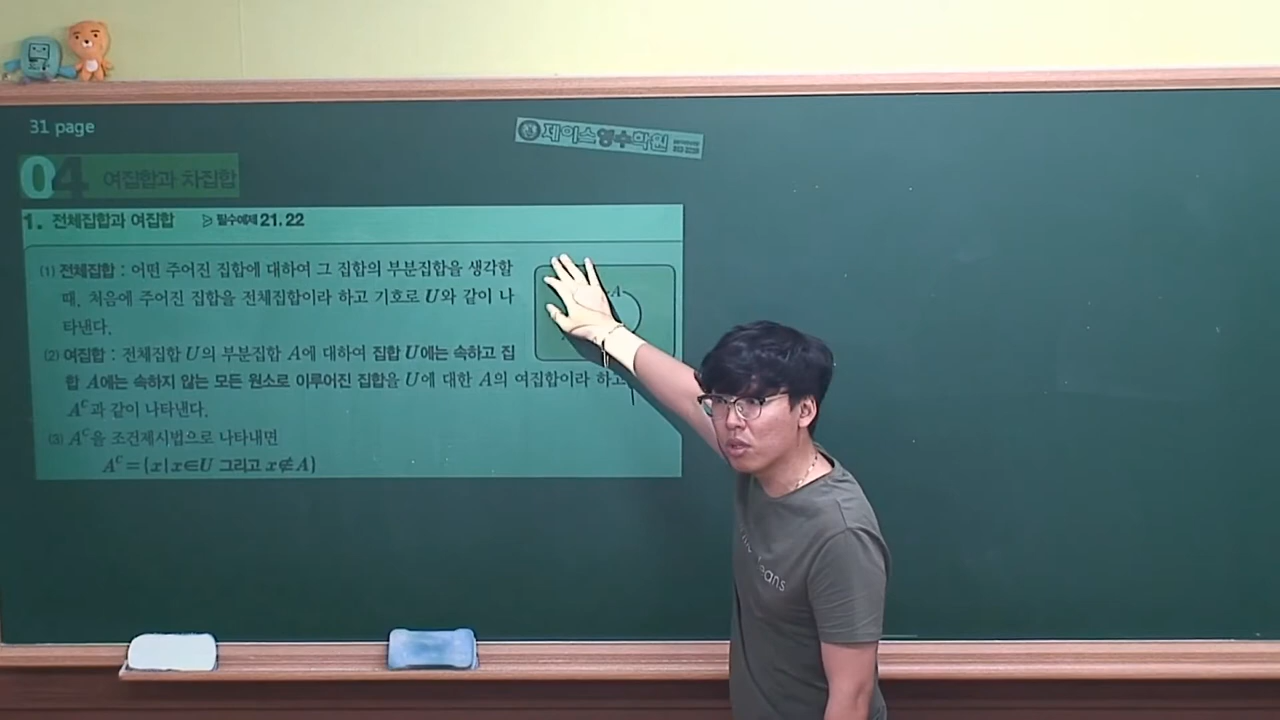 31 page
제이스영수학원
04 여집합과 차집합
1. 전체집합과 여집합 ▷ 필수예제 21, 22
(1) 전체집합 : 어떤 주어진 집합에 대하여 그 집합의 부분집합을 생각할
때, 처음에 주어진 집합을 전체집합이라 하고 기호로 U와 같이 나
타낸다.
(2) 여집합 : 전체집합 U의 부분집합 A에 대하여 집합 U에는 속하고 집
합 A에는 속하지 않는 모든 원소로 이루어진 집합을 U에 대한 A의 여집합이라 하고
Aᶜ과 같이 나타낸다.
(3) Aᶜ을 조건제시법으로 나타내면
Aᶜ={x|x∈U 그리고 x∉A}
A
eans